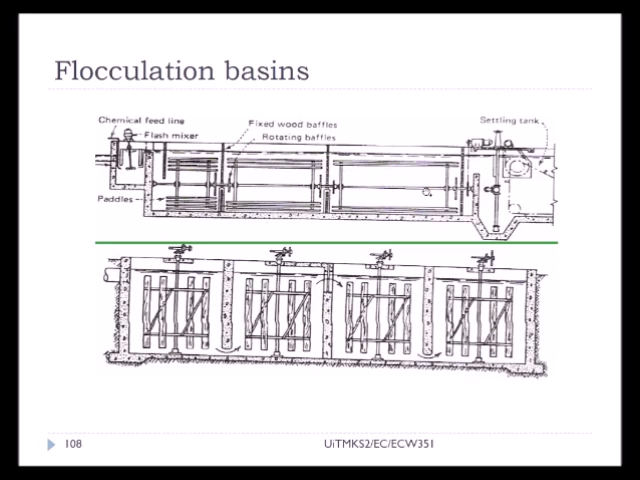 Flocculation basins
Chemical feed line
Flash mixer
Fixed wood baffles
Rotating baffles
Settling tank
Paddles
108
UiTMKS2/EC/ECW351